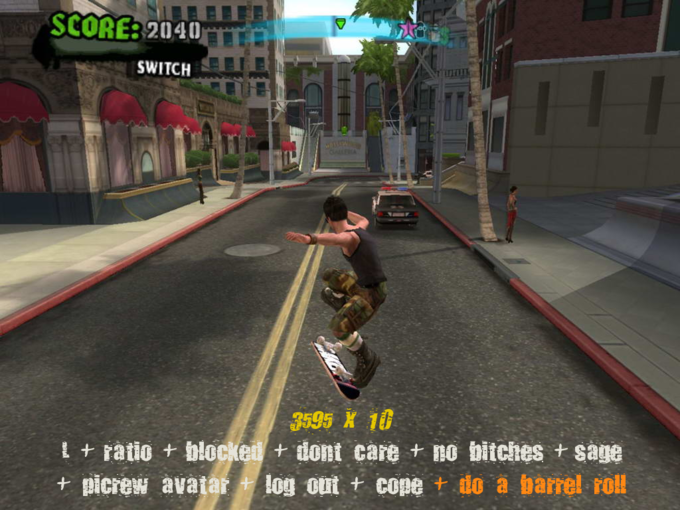 SCORE: 2040
SWITCH
3595 X 10
L + ratio + blocked + dont care + no bitches + sage
+ picrew avatar + log out + cope + do a barrel roll